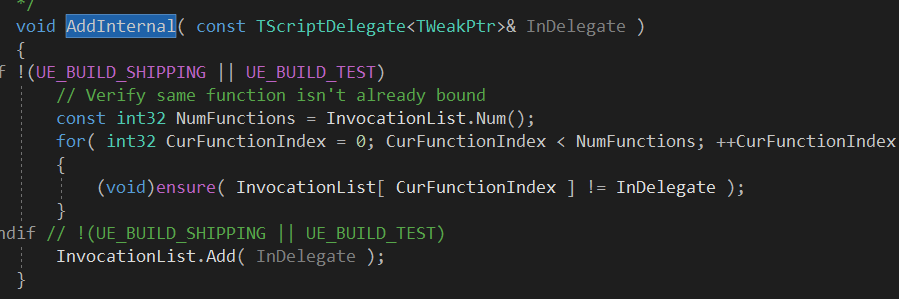 */
void AddInternal( const TScriptDelegate<TWeakPtr>& InDelegate )
{
f !(UE_BUILD_SHIPPING || UE_BUILD_TEST)
// Verify same function isn't already bound
const int32 NumFunctions = InvocationList.Num();
for( int32 CurFunctionIndex = 0; CurFunctionIndex < NumFunctions; ++CurFunctionIndex
{
(void)ensure( InvocationList[ CurFunctionIndex ] != InDelegate );
}
ndif // !(UE_BUILD_SHIPPING || UE_BUILD_TEST)
InvocationList.Add( InDelegate );
}